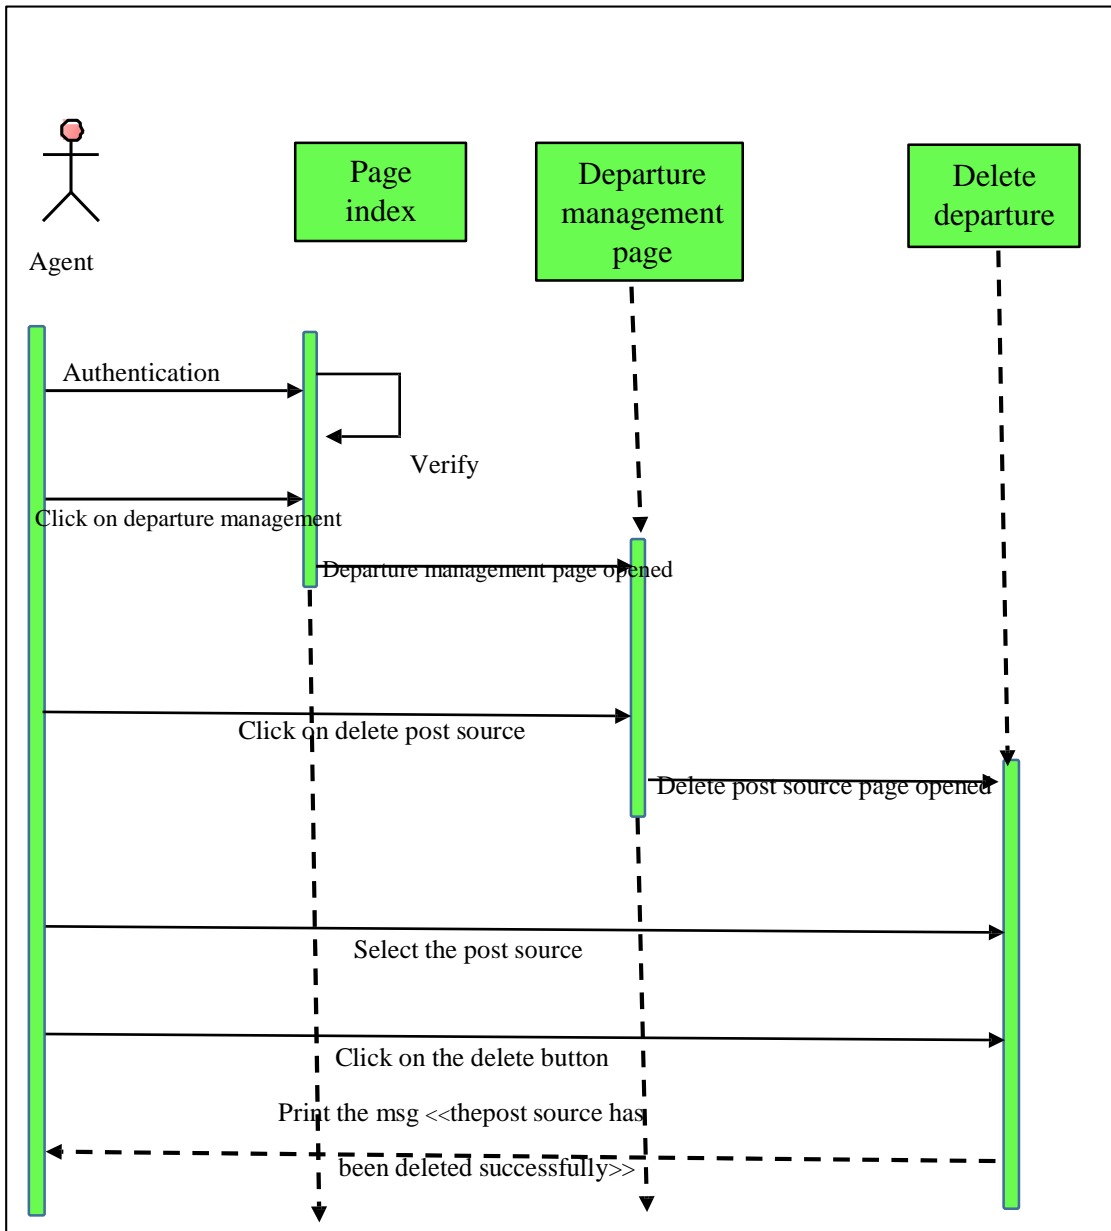 Page
index
Departure
management
page
Delete
departure
Agent
Authentication
Verify
Click on departure management
Departure management page opened
Click on delete post source
Delete post source page opened
Select the post source
Click on the delete button
Print the msg <<thepost source has
been deleted successfully>>